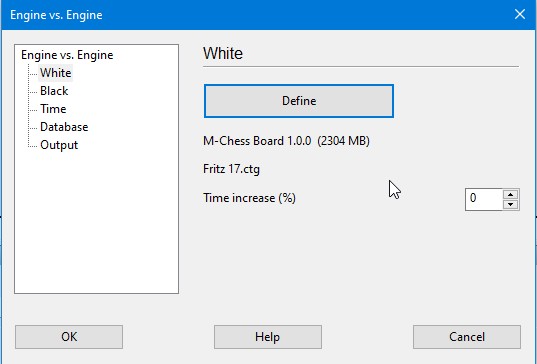 Engine vs. Engine
Engine vs. Engine
White
Black
Time
Database
Output
White
Define
M-Chess Board 1.0.0 (2304 MB)
Fritz 17.ctg
Time increase (%)
0
OK
Help
Cancel